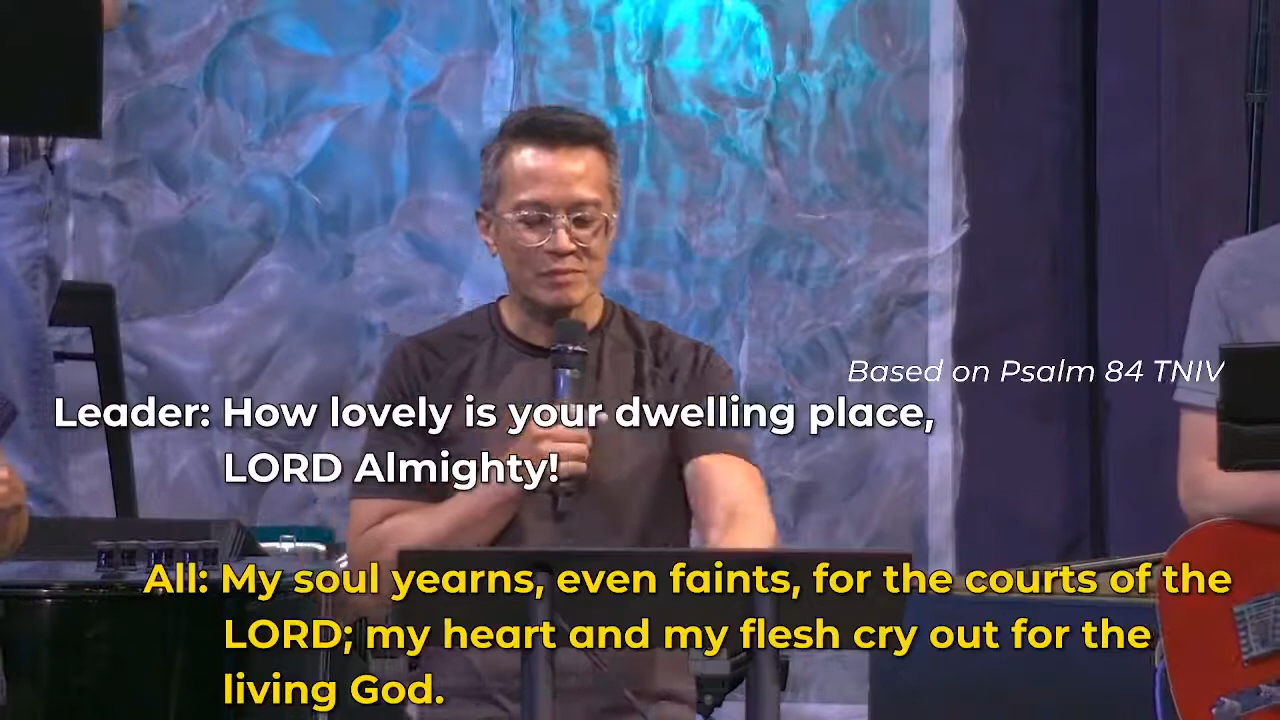 Based on Psalm 84 TNIV
Leader: How lovely is your dwelling place,
LORD Almighty!
All: My soul yearns, even faints, for the courts of the
LORD; my heart and my flesh cry out for the
living God.